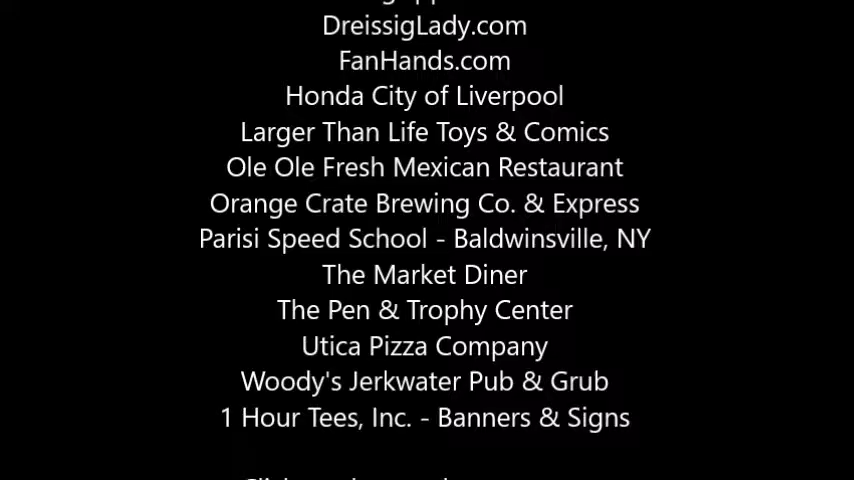 DreissigLady.com
FanHands.com
Honda City of Liverpool
Larger Than Life Toys & Comics
Ole Ole Fresh Mexican Restaurant
Orange Crate Brewing Co. & Express
Parisi Speed School - Baldwinsville, NY
The Market Diner
The Pen & Trophy Center
Utica Pizza Company
Woody's Jerkwater Pub & Grub
1 Hour Tees, Inc. - Banners & Signs